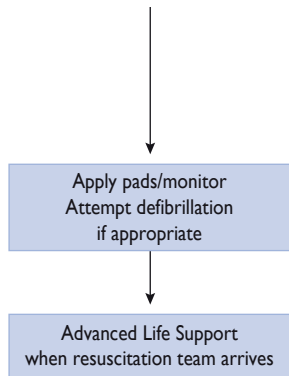 Apply pads/monitor
Attempt defibrillation
if appropriate
Advanced Life Support
when resuscitation team arrives